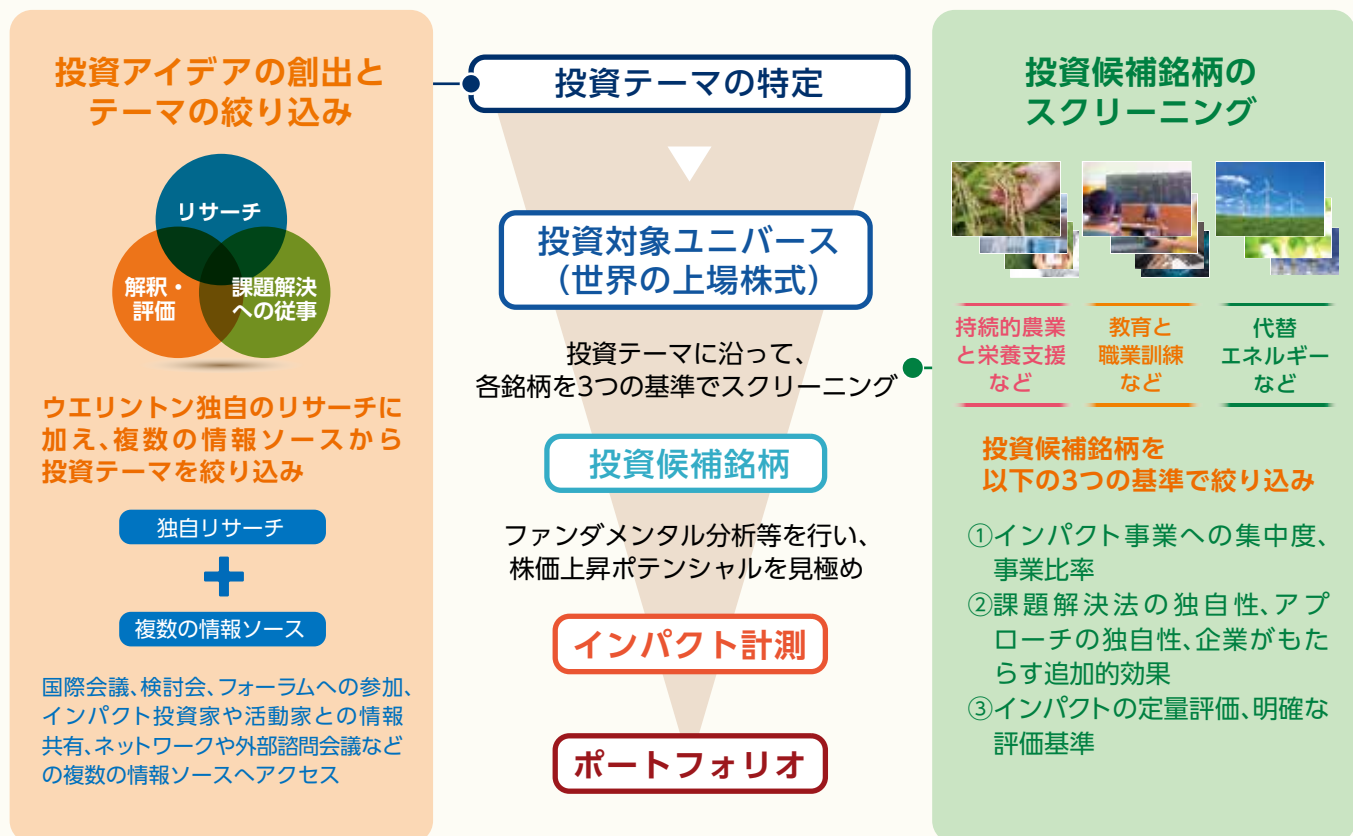 投資アイデアの創出と
テーマの絞り込み
リサーチ
解釈・
評価
課題解決
への従事
ウエリントン独自のリサーチに
加え、複数の情報ソースから
投資テーマを絞り込み
独自リサーチ
+
複数の情報ソース
国際会議、検討会、フォーラムへの参加、
インパクト投資家や活動家との情報
共有、ネットワークや外部諮問会議など
の複数の情報ソースへアクセス
投資テーマの特定
投資対象ユニバース
（世界の上場株式）
投資テーマに沿って、
各銘柄を3つの基準でスクリーニング
投資候補銘柄
ファンダメンタル分析等を行い、
株価上昇ポテンシャルを見極め
インパクト計測
ポートフォリオ
投資候補銘柄の
スクリーニング
持続的農業
と栄養支援
など
教育と
職業訓練
など
代替
エネルギー
など
投資候補銘柄を
以下の3つの基準で絞り込み
①インパクト事業への集中度、
事業比率
②課題解決法の独自性、アプ
ローチの独自性、企業がもた
らす追加的効果
③インパクトの定量評価、明確な
評価基準